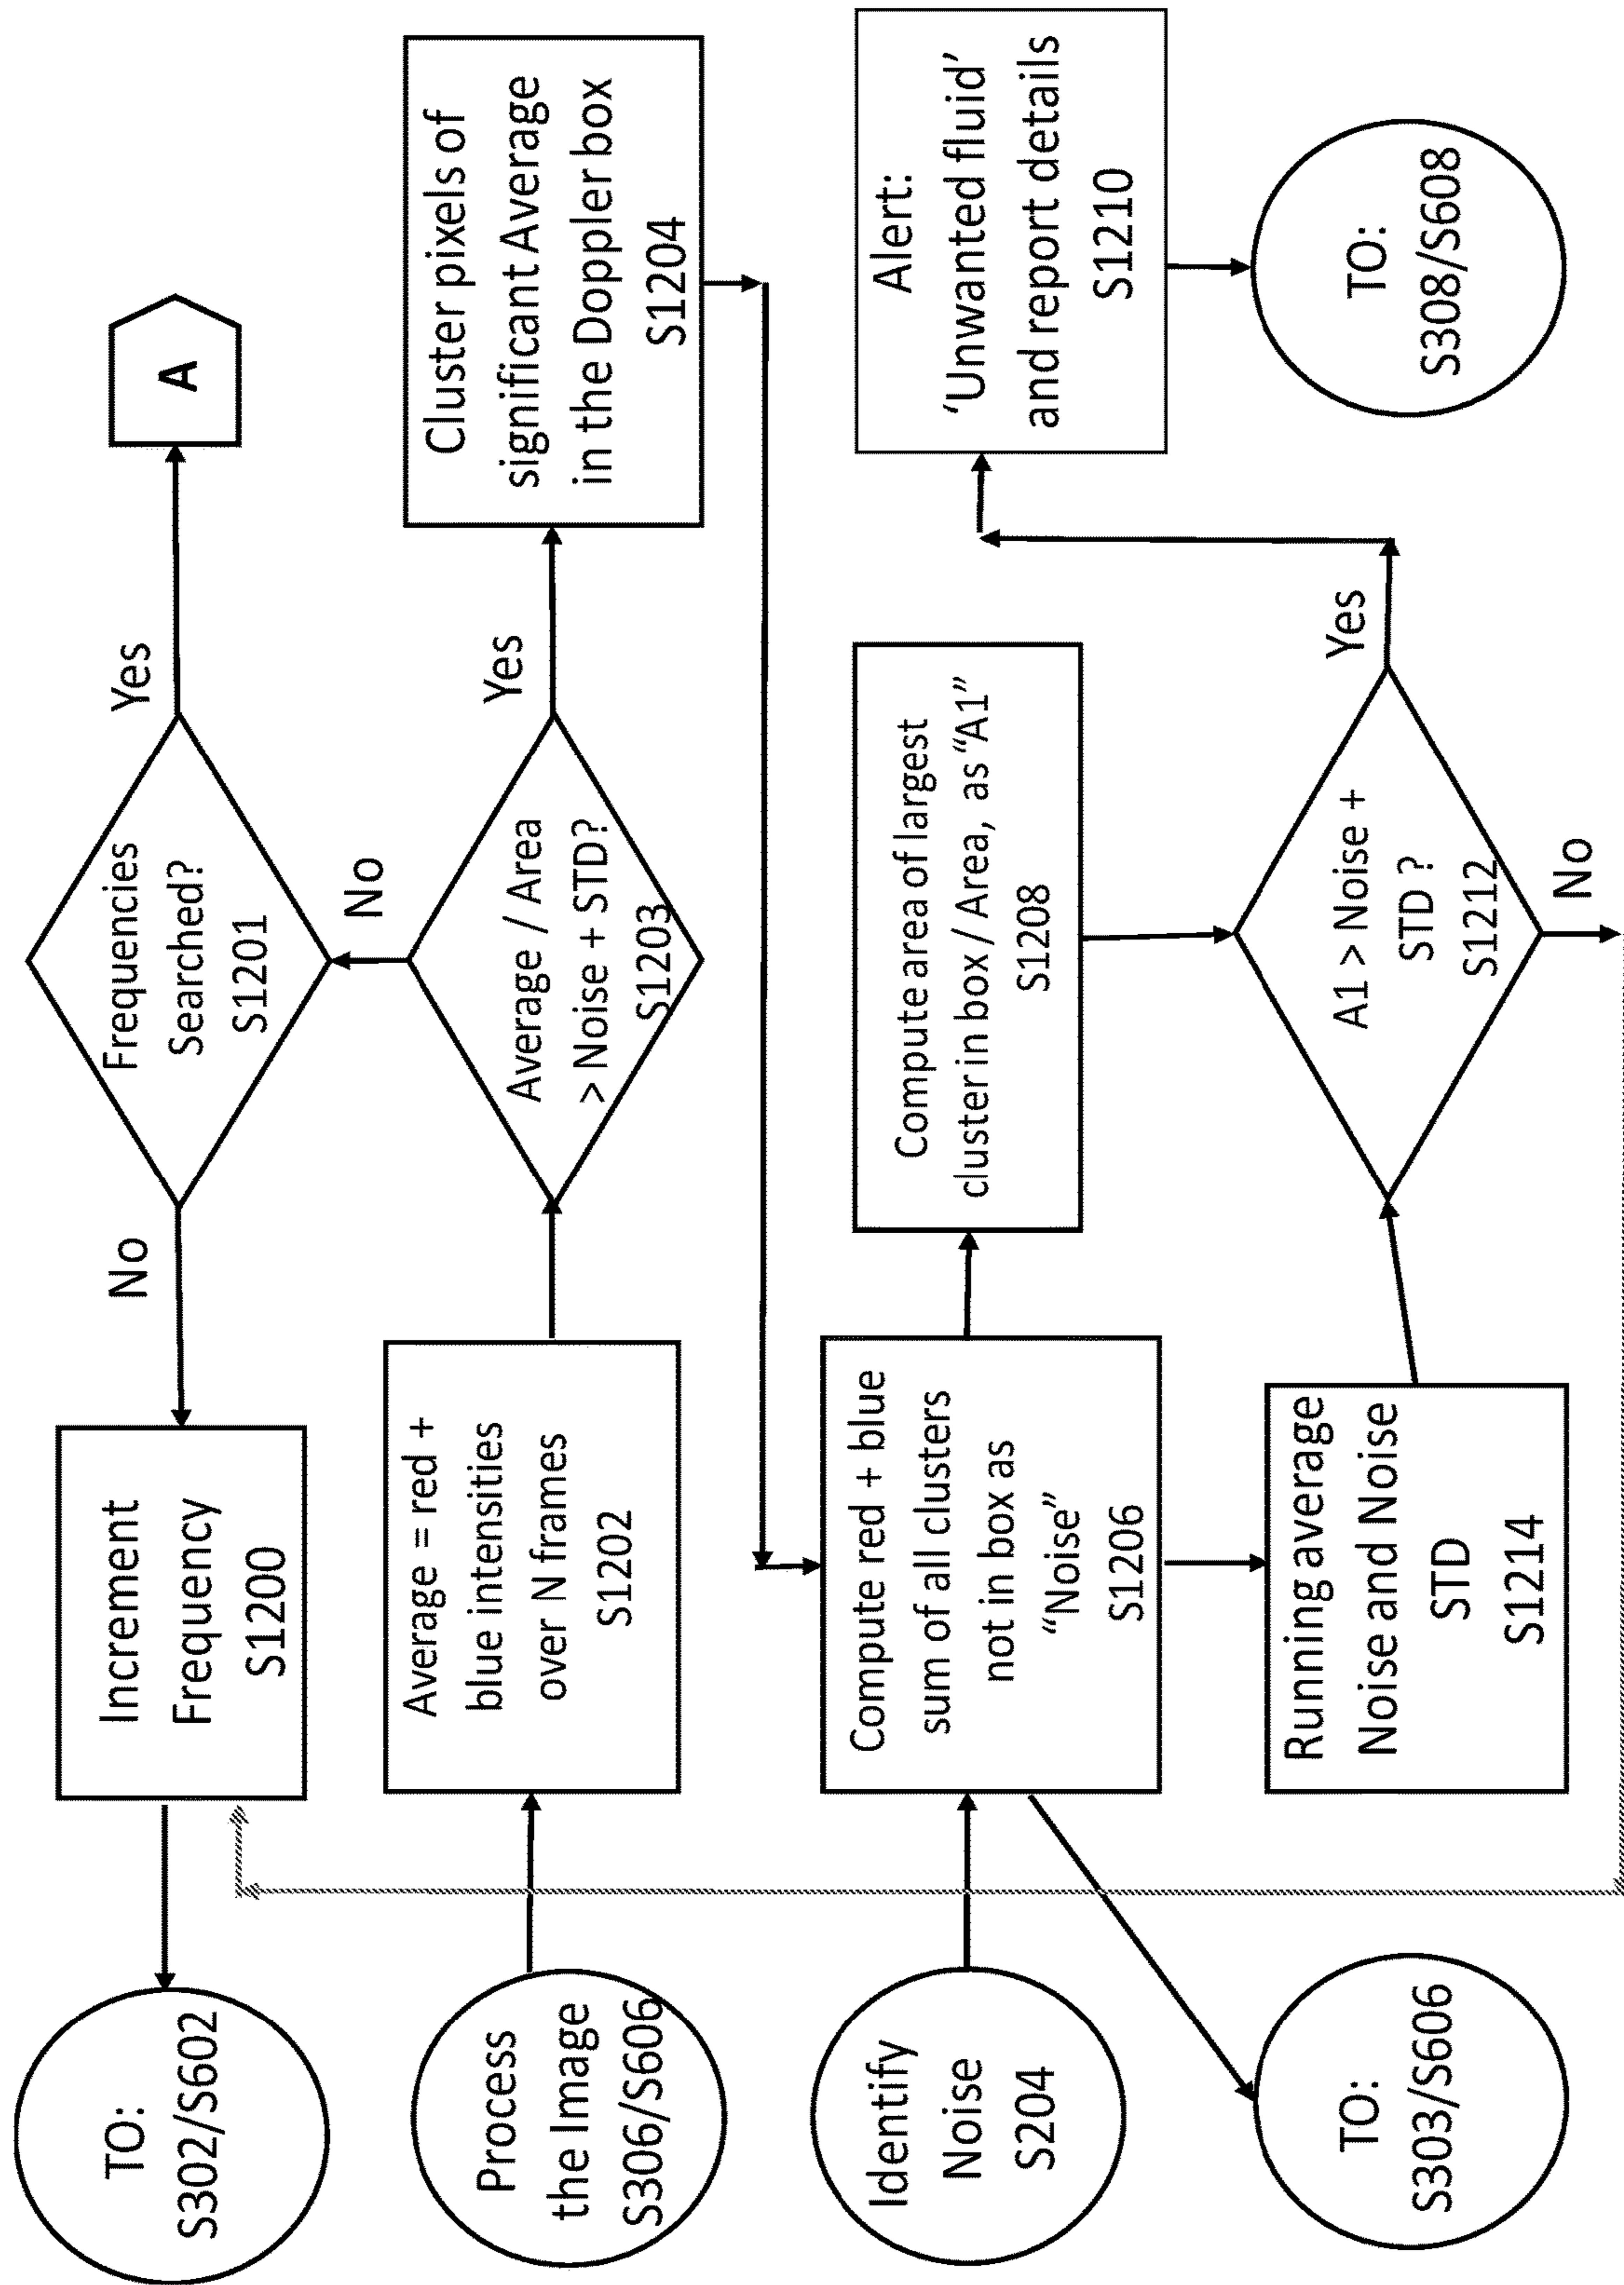 TO:
S302/S602
Increment
Frequency
S1200
No
Frequencies
Searched?
S1201
Yes
A
Process
the Image
S306/S606
Average = red +
blue intensities
over N frames
S1202
Average / Area
> Noise + STD?
S1203
No
Yes
Cluster pixels of
significant Average
in the Doppler box
S1204
Identify
Noise
S204
Compute red + blue
sum of all clusters
not in box as
“Noise”
S1206
Compute area of largest
cluster in box / Area, as “A1”
S1208
Alert:
‘Unwanted fluid’
and report details
S1210
TO:
S303/S606
Running average
Noise and Noise
STD
S1214
A1 > Noise +
STD ?
S1212
Yes
No
TO:
S308/S608